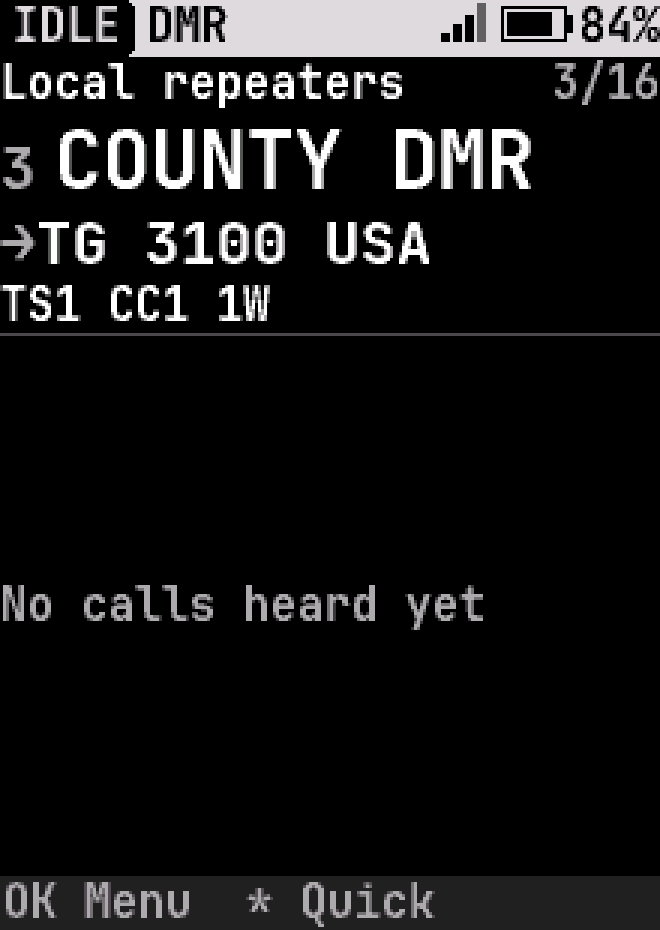 IDLE DMR 84%
Local repeaters 3/16
3 COUNTY DMR
→TG 3100 USA
TS1 CC1 1W
No calls heard yet
OK Menu * Quick